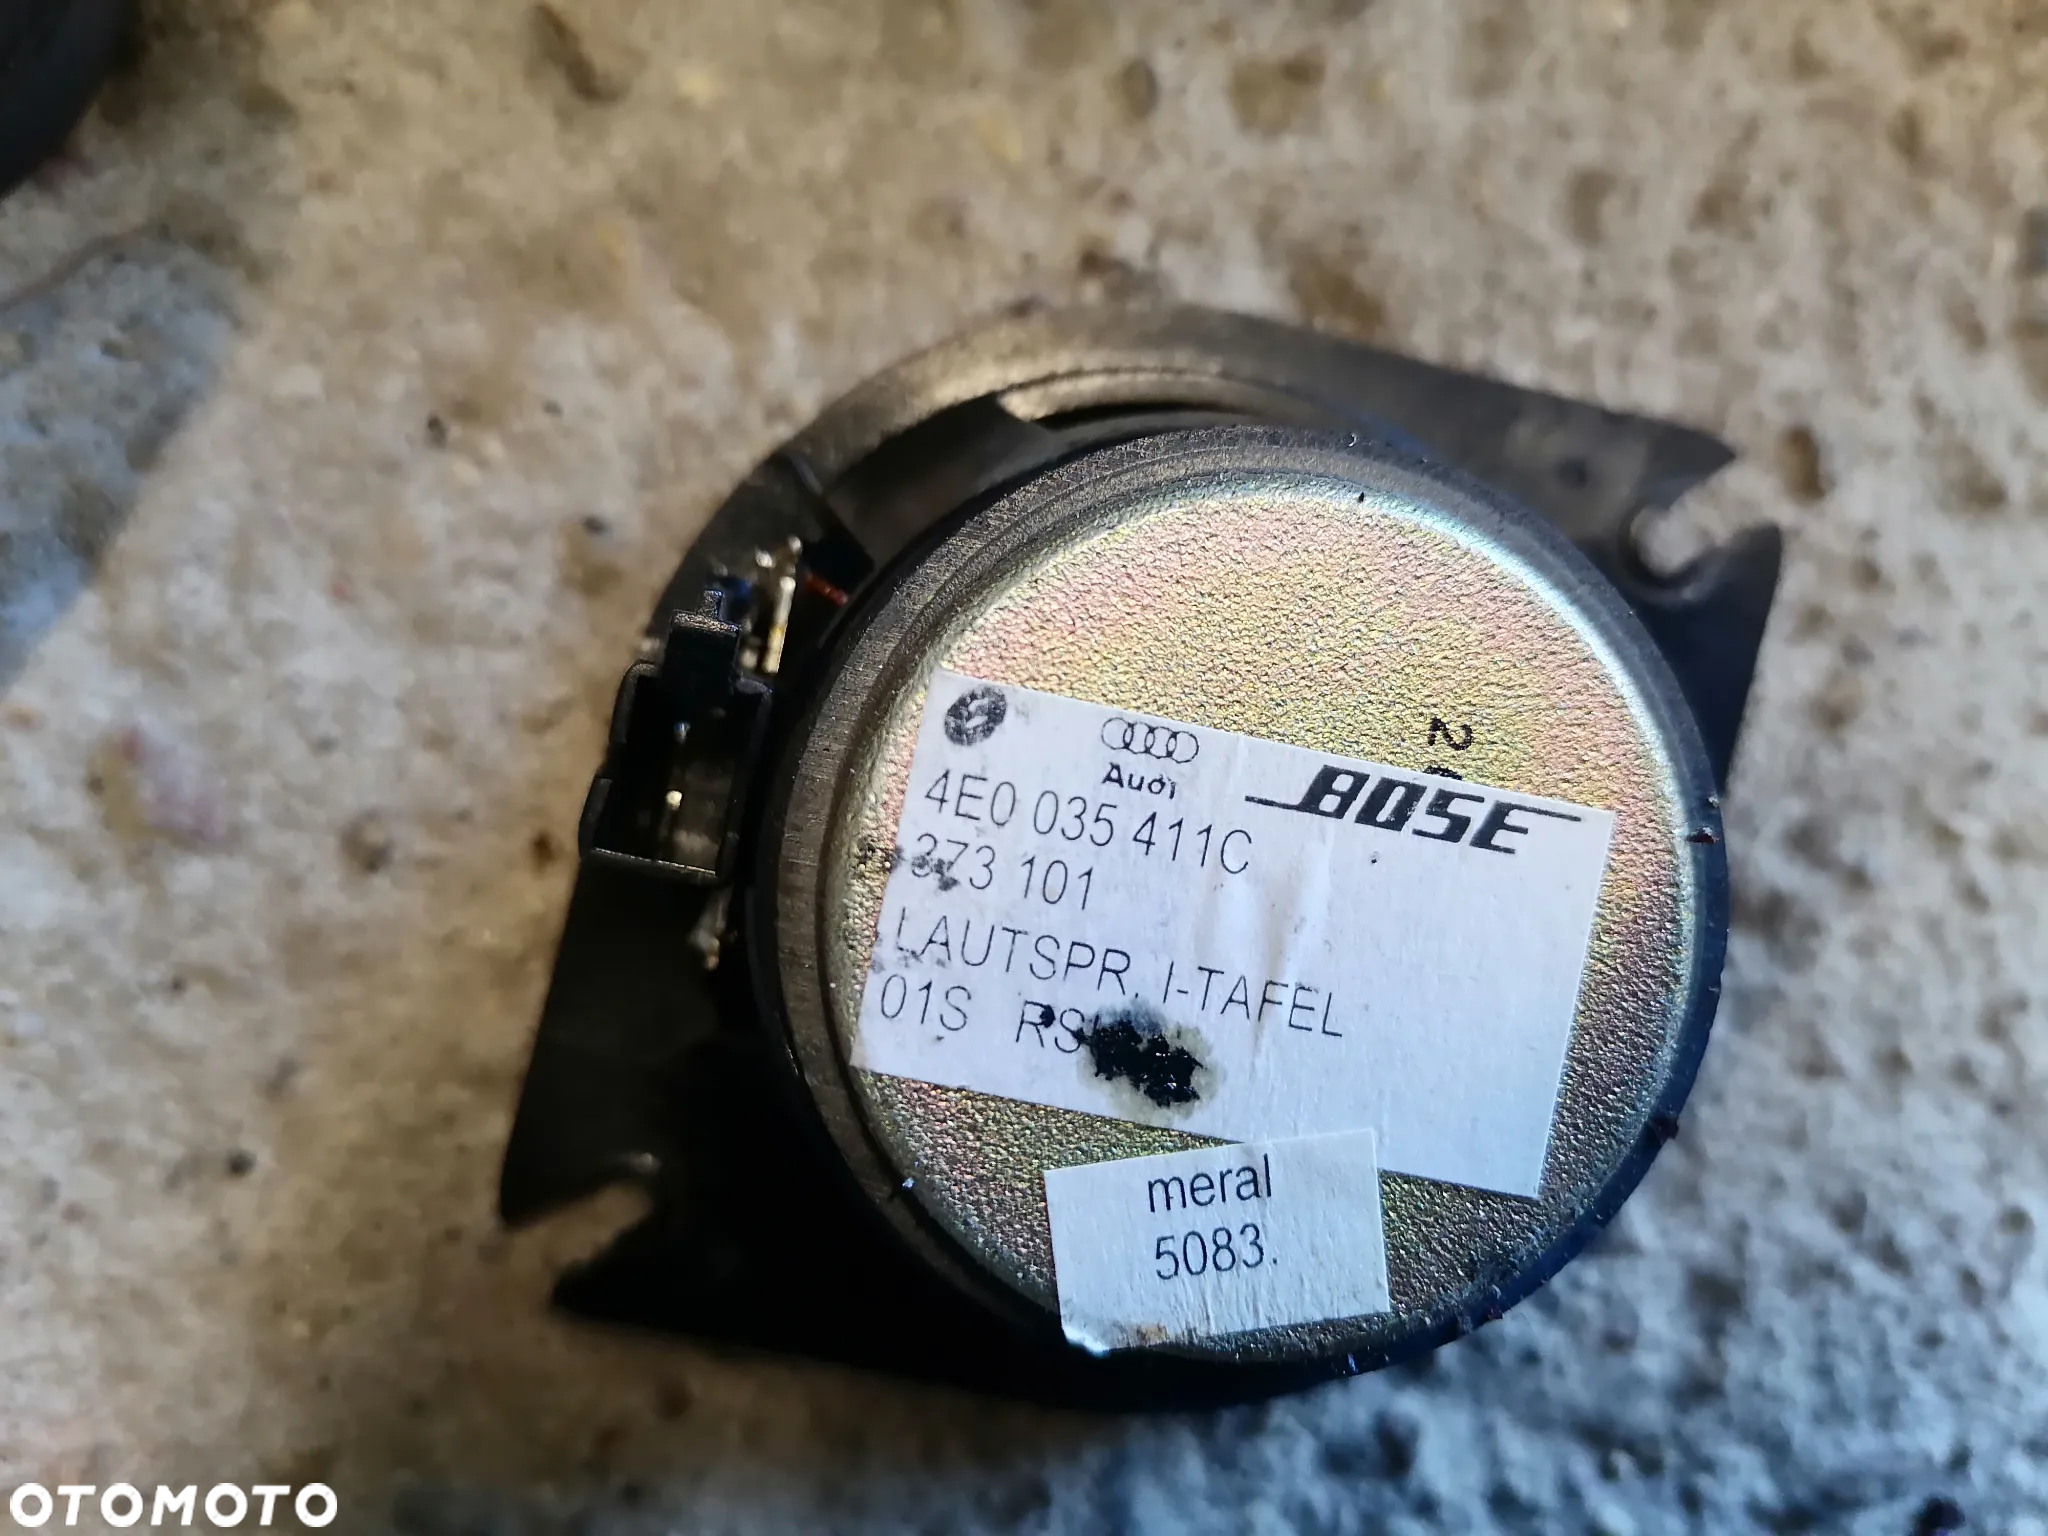 Audi
BOSE
4E0 035 411C
373 101
LAUTSPR. I-TAFEL
01S RS
meral
5083.
OTOMOTO